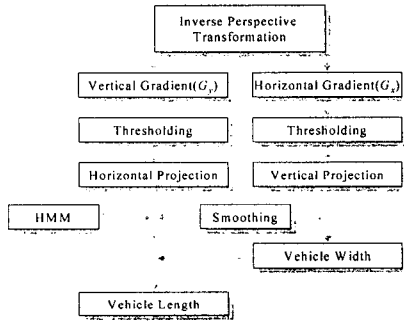 Inverse Perspective
Transformation
Vertical Gradient(Gy) Horizontal Gradient(Gx)
Thresholding Thresholding
Horizontal Projection Vertical Projection
HMM Smoothing
Vehicle Width
Vehicle Length